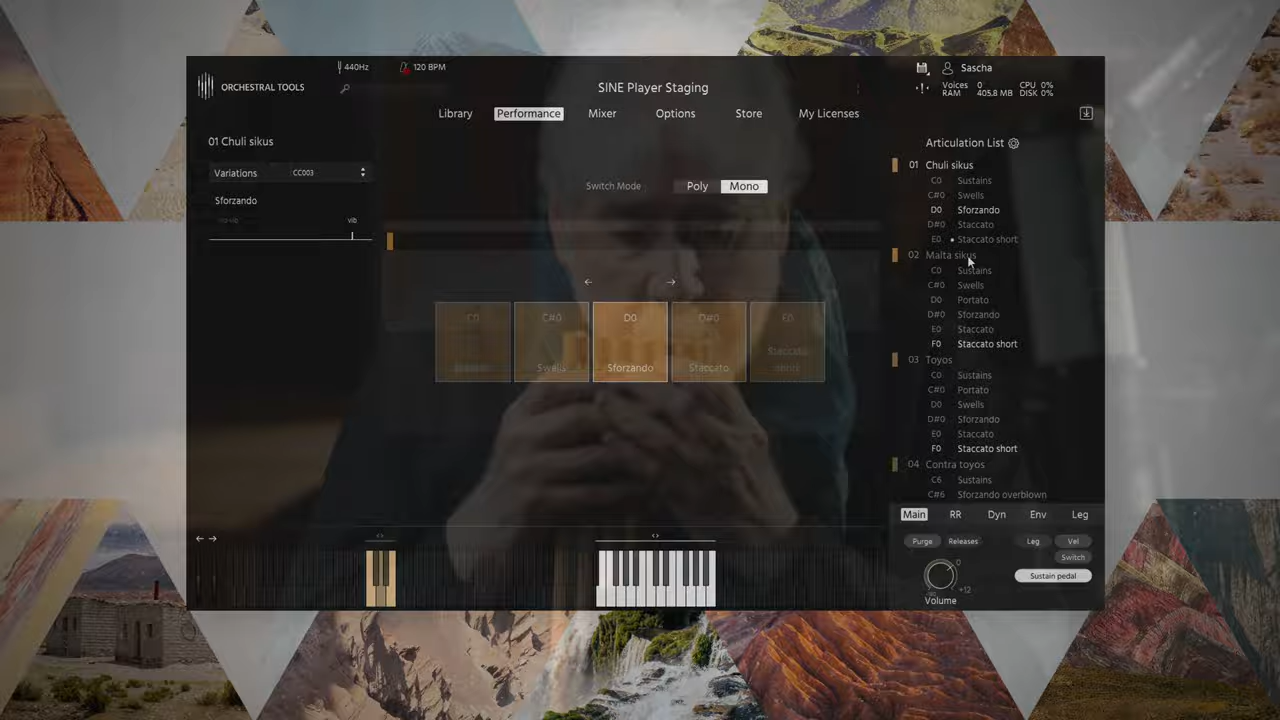 440Hz
120 BPM
Sascha
ORCHESTRAL TOOLS
SINE Player Staging
Voices 0 CPU 0%
RAM 405.8 MB DISK 0%
Library
Performance
Mixer
Options
Store
My Licenses
01 Chuli sikus
Variations CC003
Sforzando
vib
Switch Mode Poly Mono
Articulation List
01 Chuli sikus
C0 Sustains
C#0 Swells
D0 Sforzando
D#0 Staccato
E0 Staccato short
02 Malta sikus
C0 Sustains
C#0 Swells
D0 Portato
D#0 Sforzando
E0 Staccato
F0 Staccato short
03 Toyos
C0 Sustains
C#0 Portato
D0 Swells
D#0 Sforzando
E0 Staccato
F0 Staccato short
04 Contra toyos
C6 Sustains
C#6 Sforzando overblown
C0
C#0 Swells
D0 Sforzando
D#0 Staccato
E0 Staccato
Main RR Dyn Env Leg
Purge Releases Leg Vel
Switch
Sustain pedal
0
+12
Volume